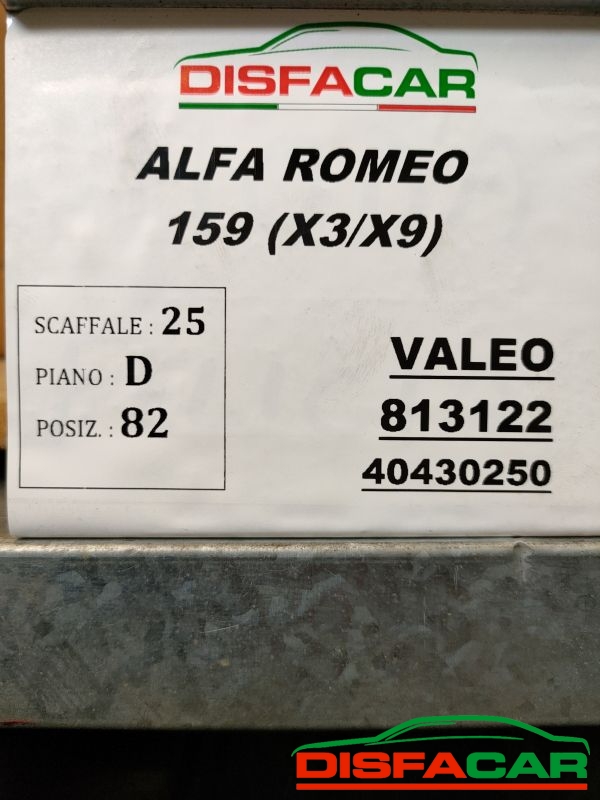 DISFACAR
ALFA ROMEO
159 (X3/X9)
SCAFFALE : 25
PIANO : D
POSIZ. : 82
VALEO
813122
40430250
DISFACAR